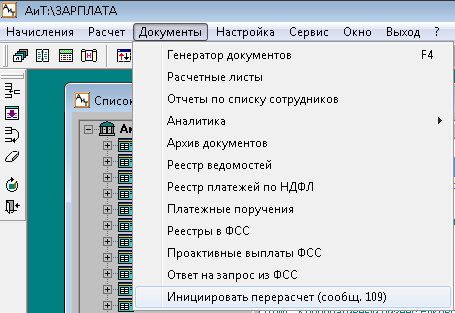 АиТ:\ЗАРПЛАТА
Начисления Расчет Документы Настройка Сервис Окно Выход ?
Генератор документов F4
Расчетные листы
Список
Отчеты по списку сотрудников
Аналитика
Архив документов
Реестр ведомостей
Реестр платежей по НДФЛ
Платежные поручения
Реестры в ФСС
Проактивные выплаты ФСС
Ответ на запрос из ФСС
Инициировать перерасчет (сообщ. 109)